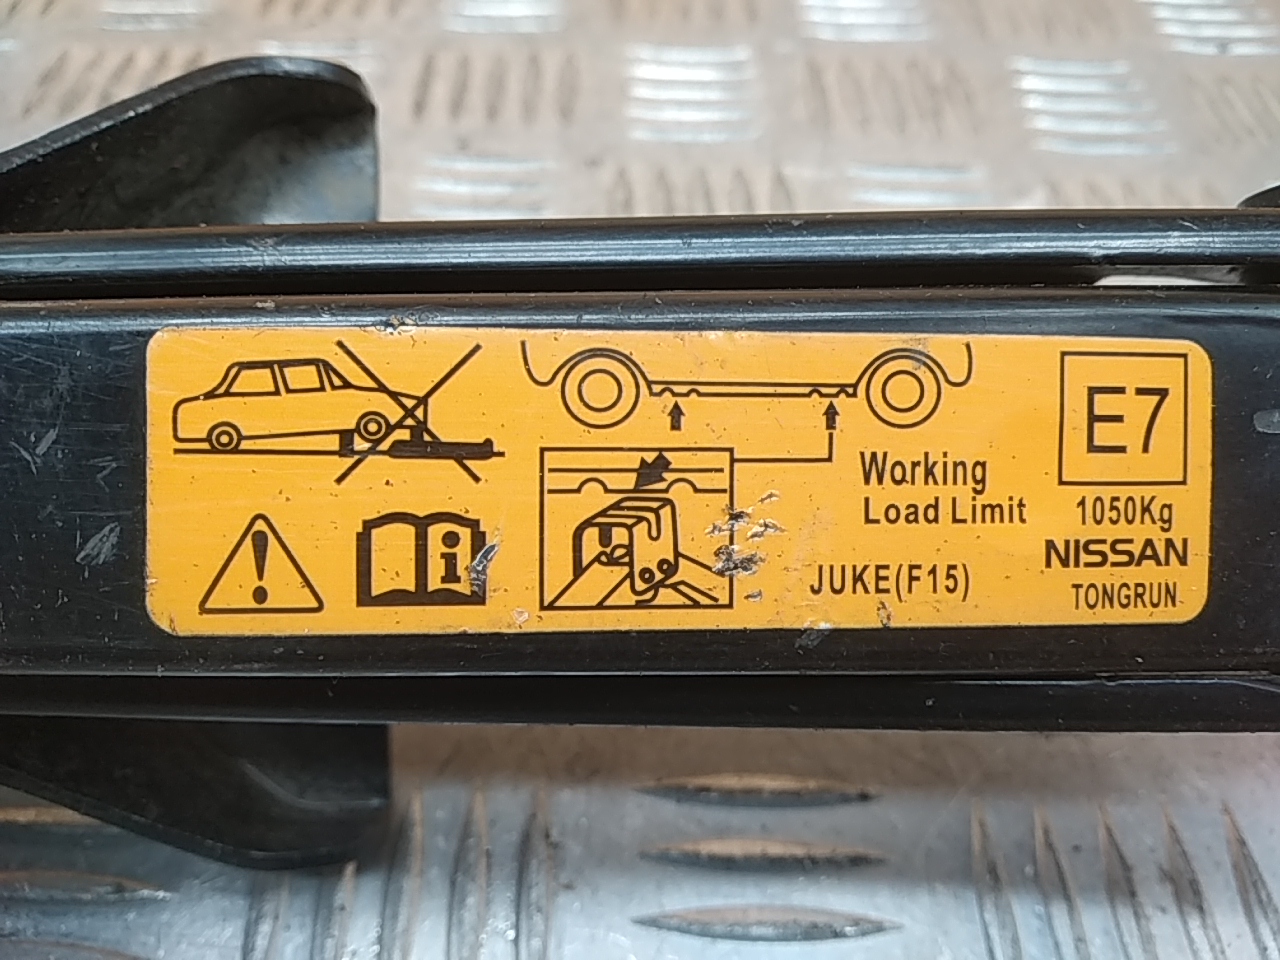 E7
Working
Load Limit
1050Kg
NISSAN
JUKE(F15)
TONGRUN
i